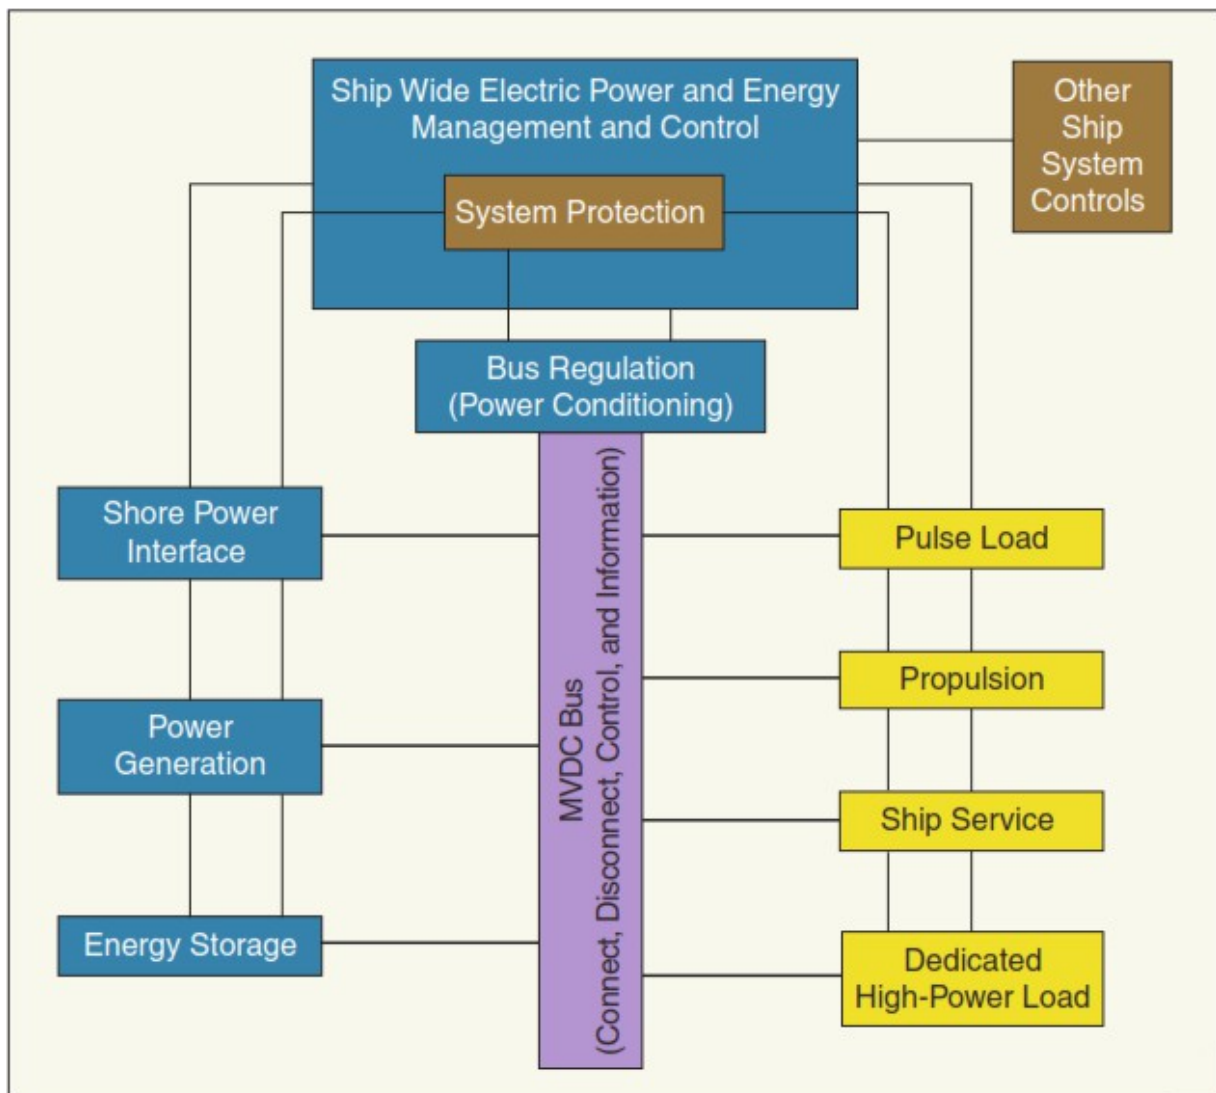 Ship Wide Electric Power and Energy
Management and Control
Other
Ship
System
Controls
System Protection
Bus Regulation
(Power Conditioning)
MVDC Bus
(Connect, Disconnect, Control, and Information)
Shore Power
Interface
Power
Generation
Energy Storage
Pulse Load
Propulsion
Ship Service
Dedicated
High-Power Load